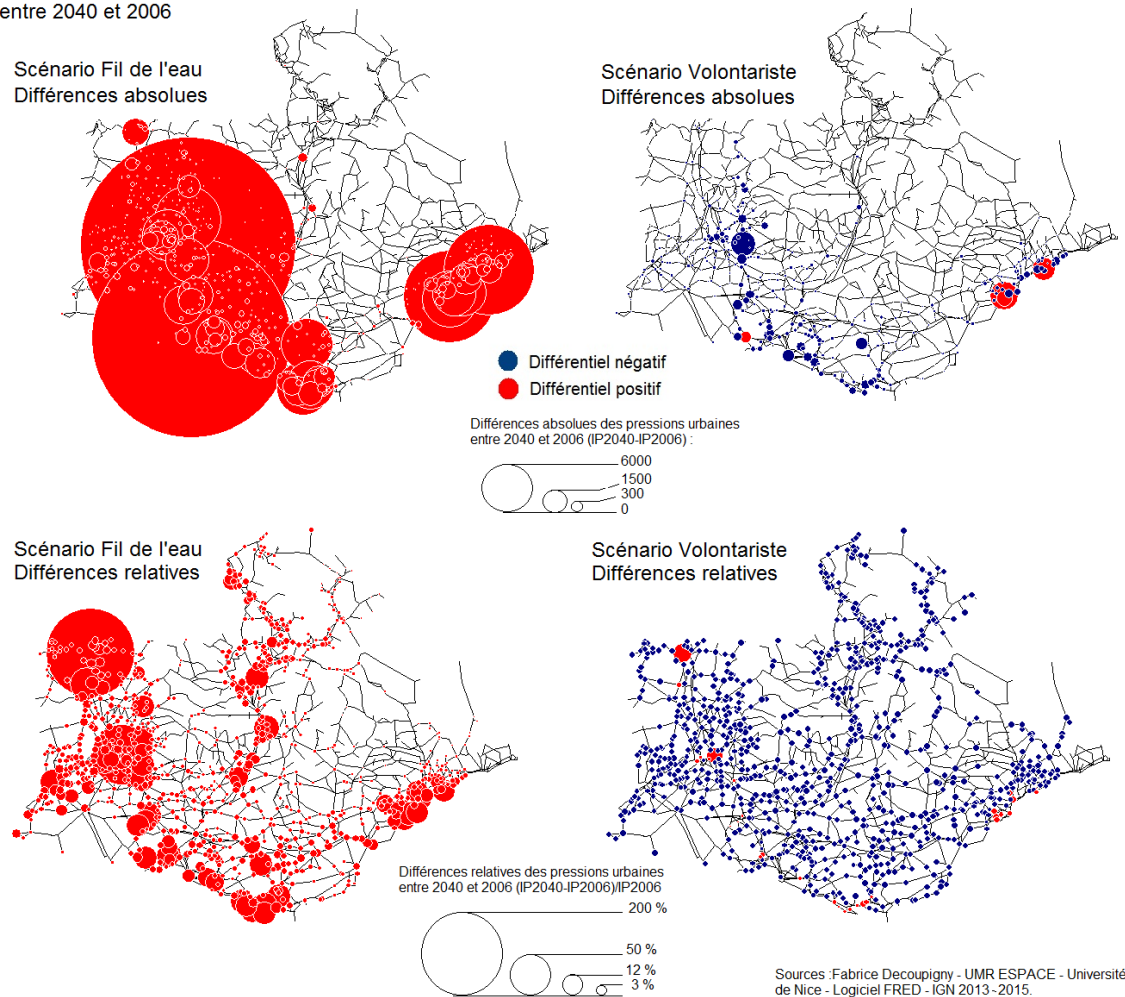 entre 2040 et 2006
Scénario Fil de l'eau
Différences absolues
Scénario Volontariste
Différences absolues
Différentiel négatif
Différentiel positif
Différences absolues des pressions urbaines
entre 2040 et 2006 (IP2040-IP2006) :
6000
1500
300
0
Scénario Fil de l'eau
Différences relatives
Scénario Volontariste
Différences relatives
Différences relatives des pressions urbaines
entre 2040 et 2006 (IP2040-IP2006)/IP2006
200 %
50 %
12 %
3 %
Sources :Fabrice Decoupigny - UMR ESPACE - Université
de Nice - Logiciel FRED - IGN 2013 -2015.